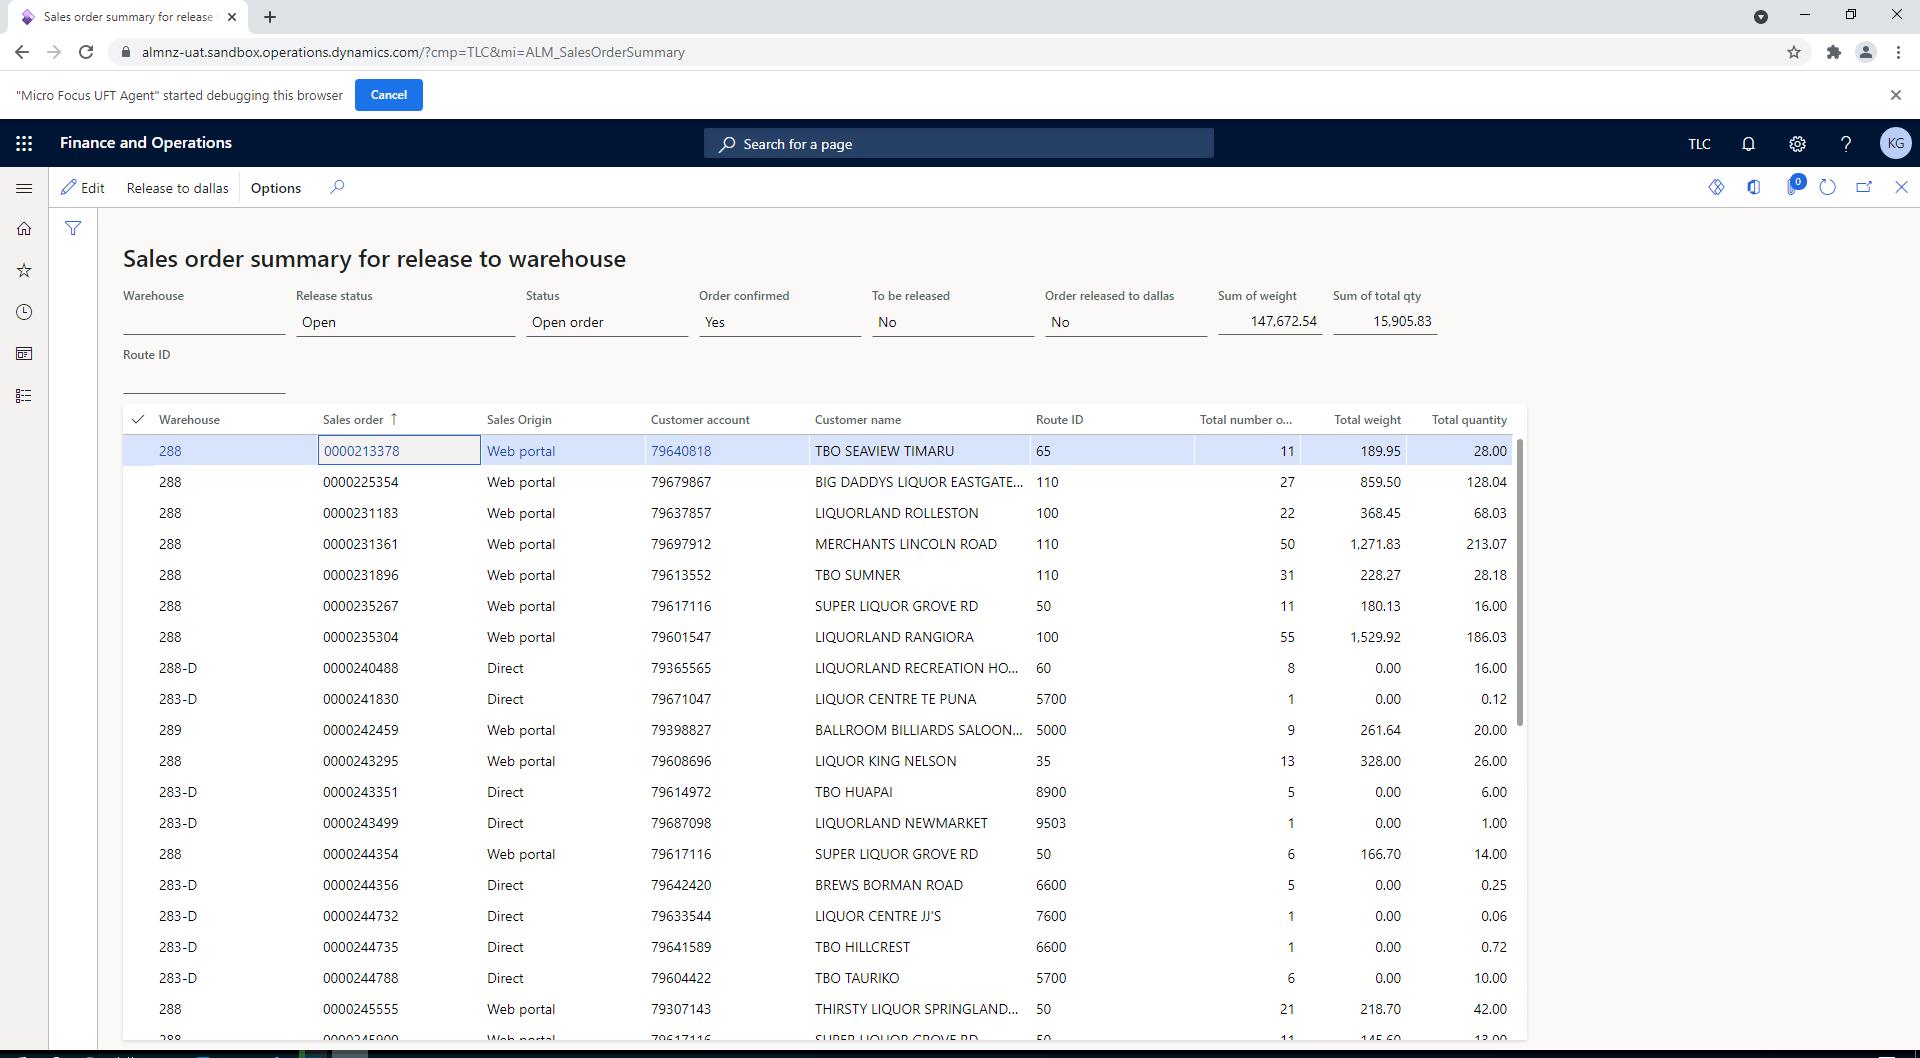 Sales order summary for release
almnz-uat.sandbox.operations.dynamics.com/?cmp=TLC&mi=ALM_SalesOrderSummary
"Micro Focus UFT Agent" started debugging this browser Cancel
Finance and Operations Search for a page TLC ? KG
Edit Release to dallas Options 0
Sales order summary for release to warehouse
Warehouse Release status Status Order confirmed To be released Order released to dallas Sum of weight Sum of total qty
Open Open order Yes No No 147,672.54 15,905.83
Route ID
Warehouse Sales order ↑ Sales Origin Customer account Customer name Route ID Total number o... Total weight Total quantity
288 0000213378 Web portal 79640818 TBO SEAVIEW TIMARU 65 11 189.95 28.00
288 0000225354 Web portal 79679867 BIG DADDYS LIQUOR EASTGATE... 110 27 859.50 128.04
288 0000231183 Web portal 79637857 LIQUORLAND ROLLESTON 100 22 368.45 68.03
288 0000231361 Web portal 79697912 MERCHANTS LINCOLN ROAD 110 50 1,271.83 213.07
288 0000231896 Web portal 79613552 TBO SUMNER 110 31 228.27 28.18
288 0000235267 Web portal 79617116 SUPER LIQUOR GROVE RD 50 11 180.13 16.00
288 0000235304 Web portal 79601547 LIQUORLAND RANGIORA 100 55 1,529.92 186.03
288-D 0000240488 Direct 79365565 LIQUORLAND RECREATION HO... 60 8 0.00 16.00
283-D 0000241830 Direct 79671047 LIQUOR CENTRE TE PUNA 5700 1 0.00 0.12
289 0000242459 Web portal 79398827 BALLROOM BILLIARDS SALOON... 5000 9 261.64 20.00
288 0000243295 Web portal 79608696 LIQUOR KING NELSON 35 13 328.00 26.00
283-D 0000243351 Direct 79614972 TBO HUAPAI 8900 5 0.00 6.00
283-D 0000243499 Direct 79687098 LIQUORLAND NEWMARKET 9503 1 0.00 1.00
288 0000244354 Web portal 79617116 SUPER LIQUOR GROVE RD 50 6 166.70 14.00
283-D 0000244356 Direct 79642420 BREWS BORMAN ROAD 6600 5 0.00 0.25
283-D 0000244732 Direct 79633544 LIQUOR CENTRE JJ'S 7600 1 0.00 0.06
283-D 0000244735 Direct 79641589 TBO HILLCREST 6600 1 0.00 0.72
283-D 0000244788 Direct 79604422 TBO TAURIKO 5700 6 0.00 10.00
288 0000245555 Web portal 79307143 THIRSTY LIQUOR SPRINGLAND... 50 21 218.70 42.00